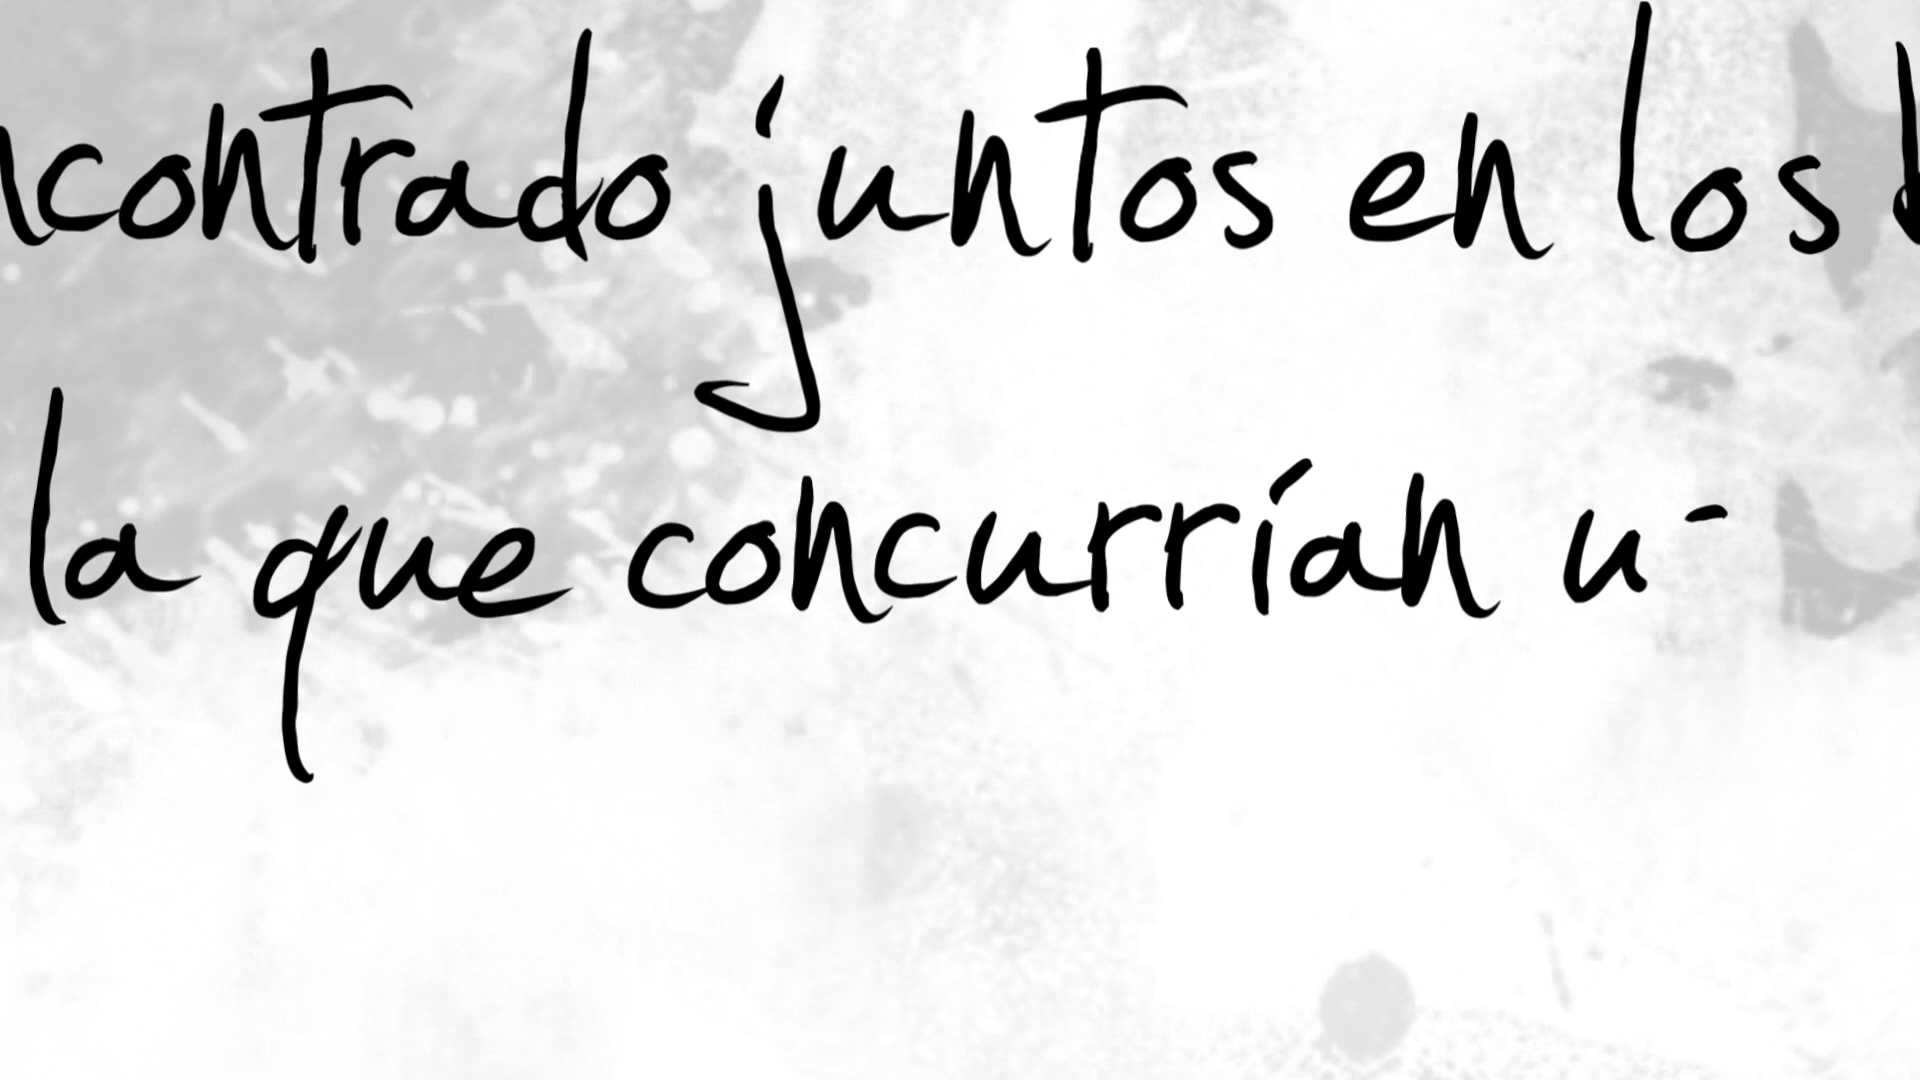 ncontrado juntos en los
la que concurrían u-